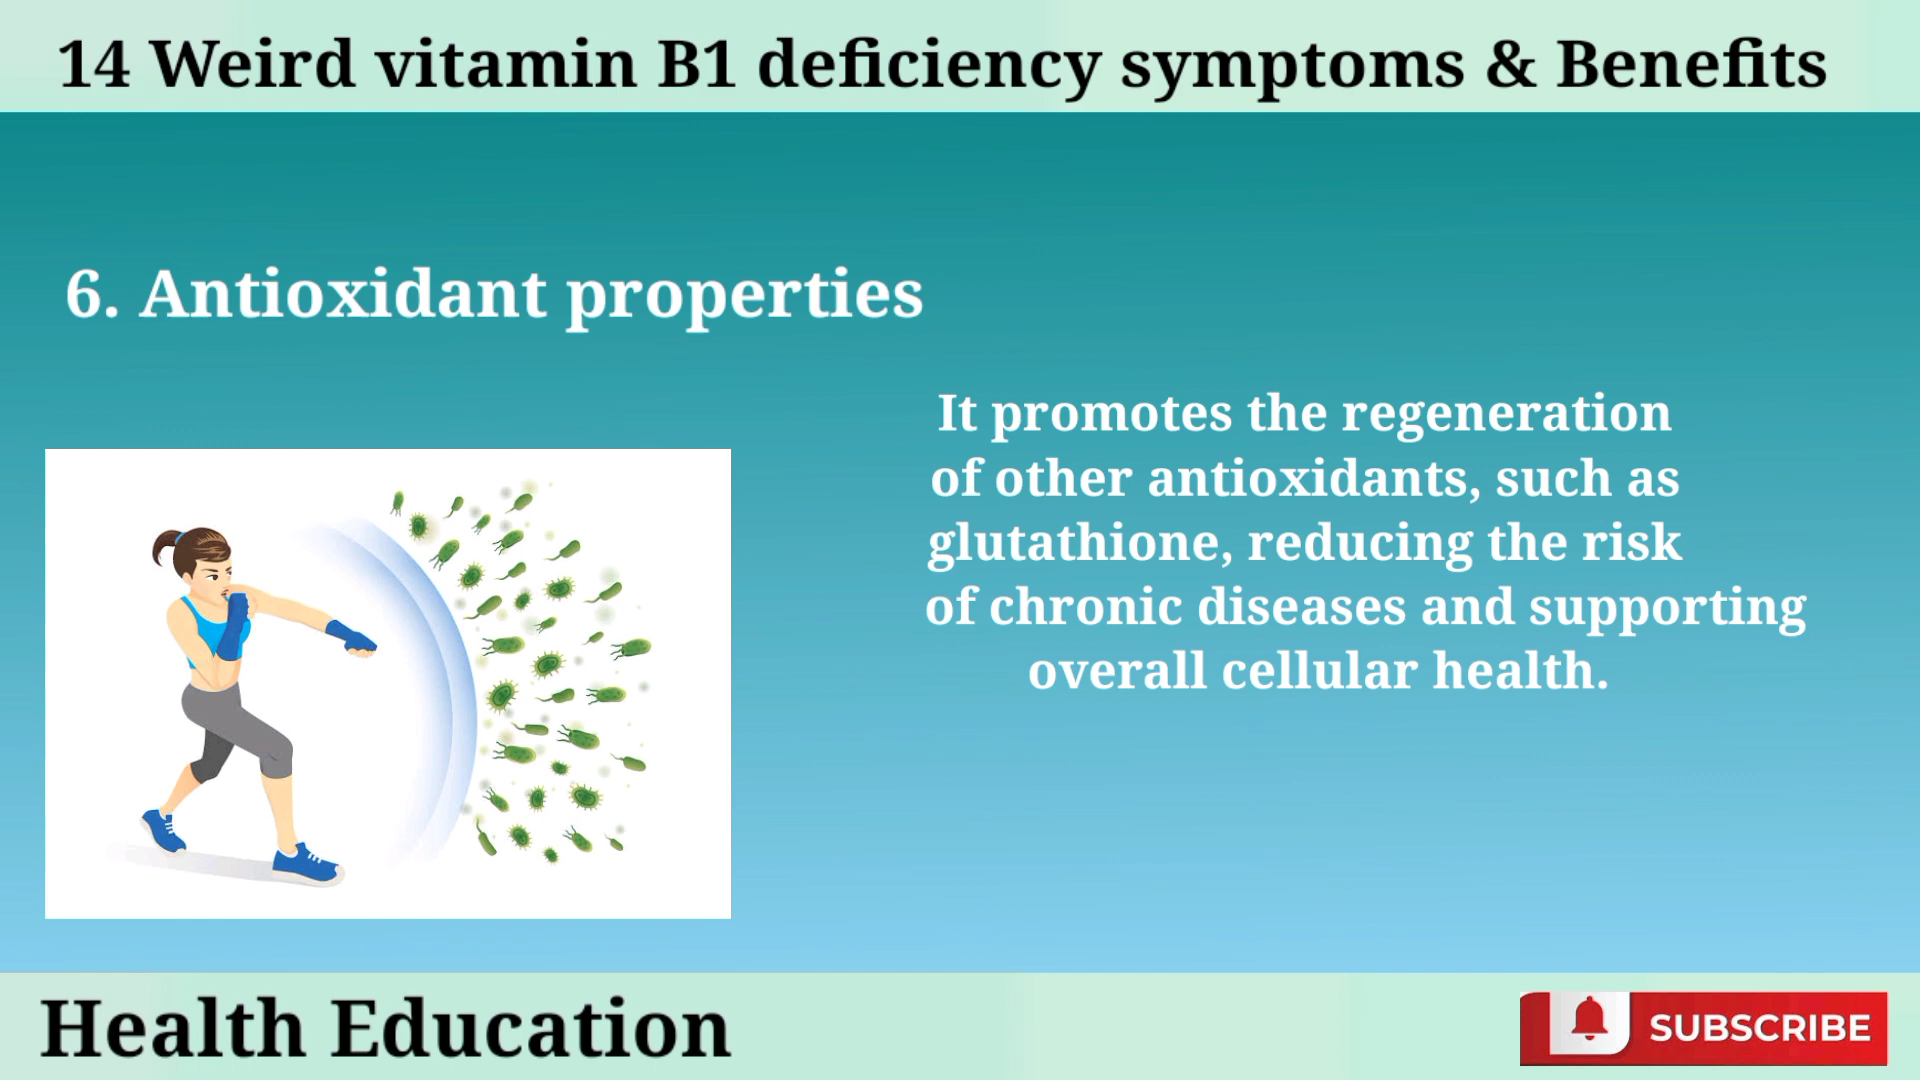 14 Weird vitamin B1 deficiency symptoms & Benefits
6. Antioxidant properties
It promotes the regeneration
of other antioxidants, such as
glutathione, reducing the risk
of chronic diseases and supporting
overall cellular health.
Health Education
SUBSCRIBE